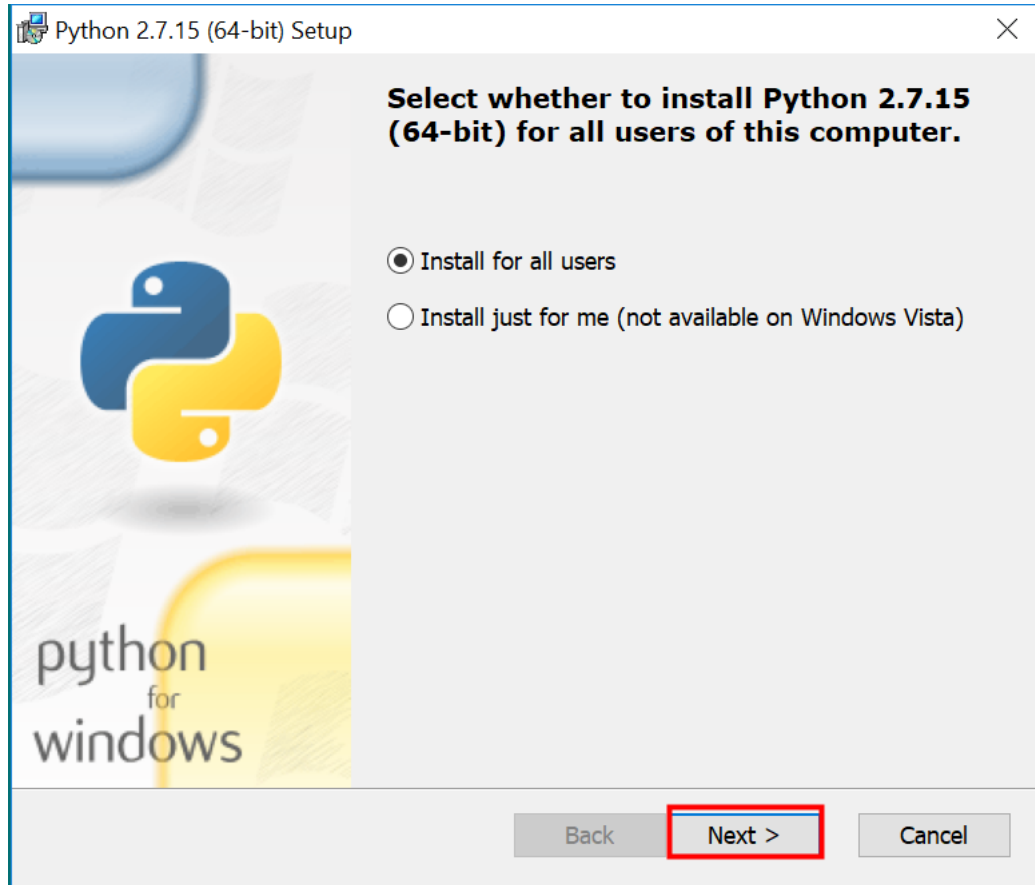 Python 2.7.15 (64-bit) Setup
Select whether to install Python 2.7.15
(64-bit) for all users of this computer.
Install for all users
Install just for me (not available on Windows Vista)
python
for
windows
Back
Next >
Cancel